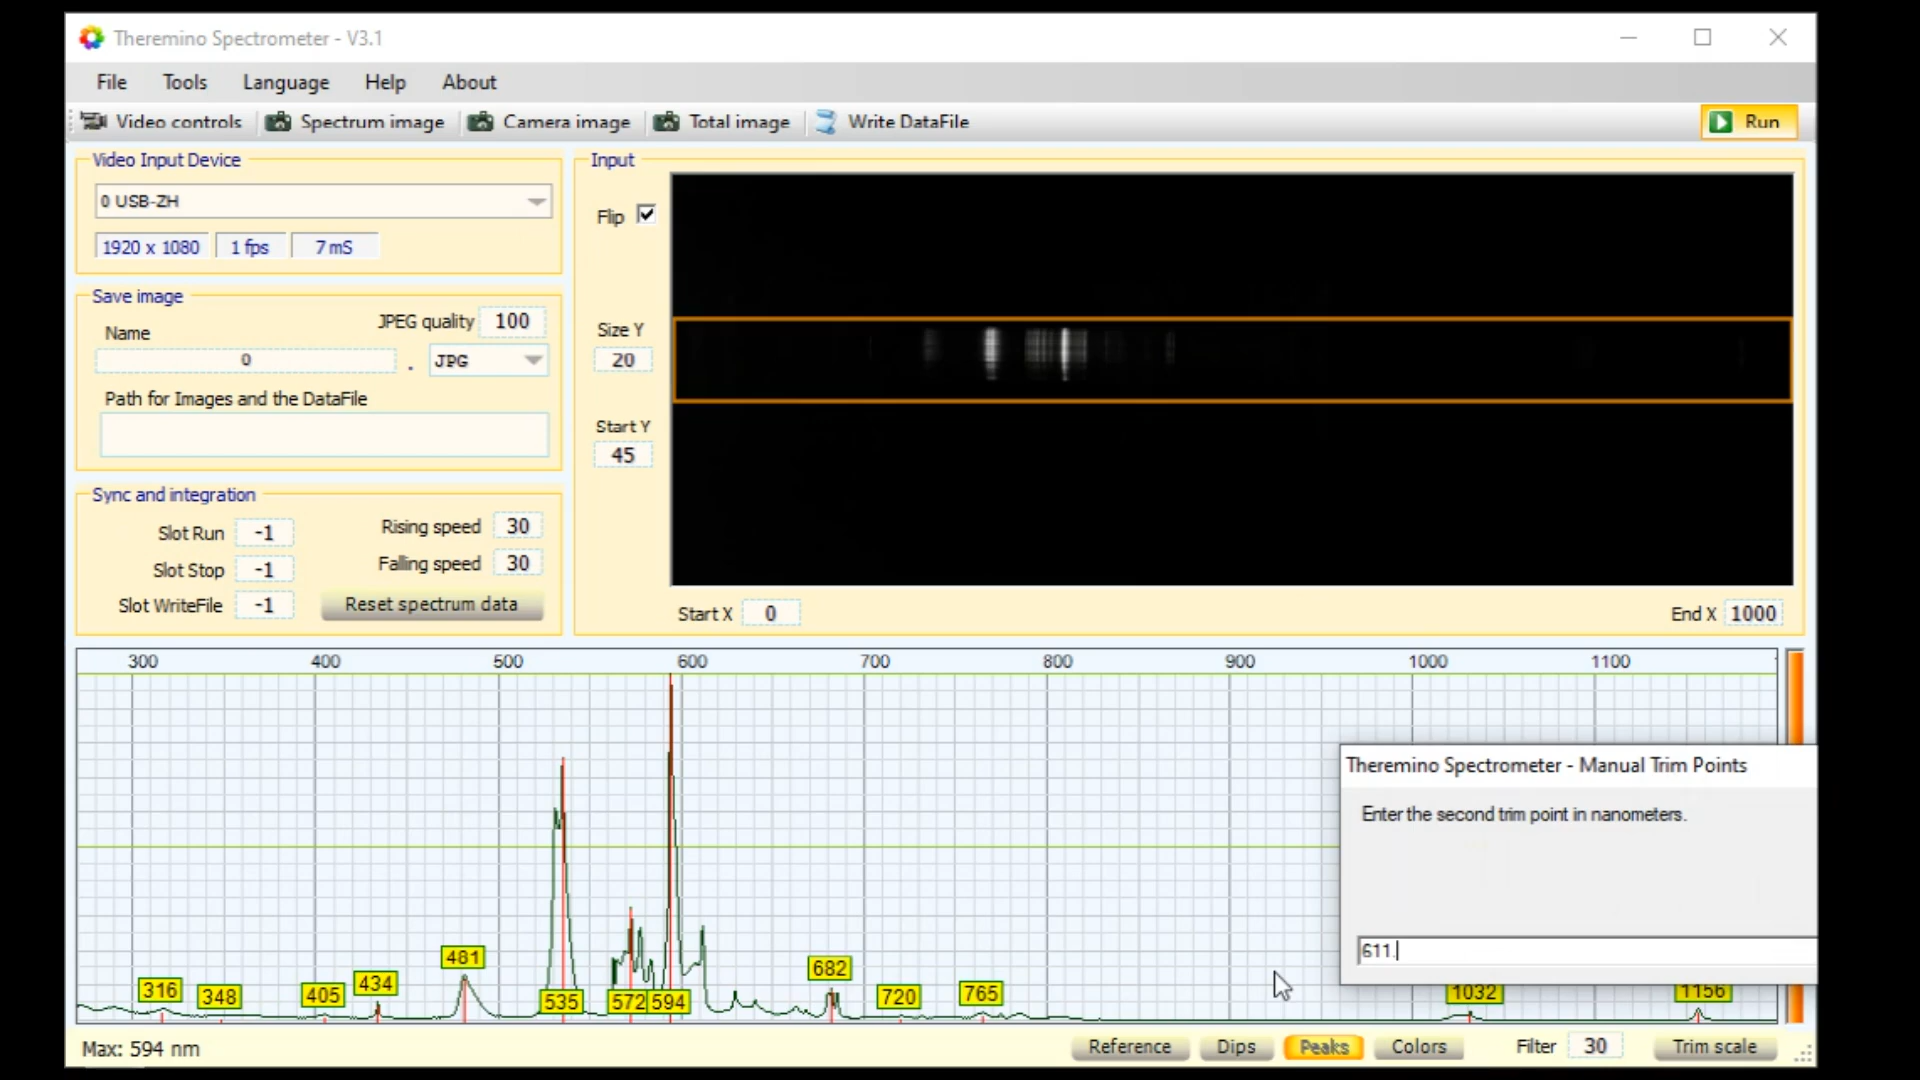 Theremino Spectrometer - V3.1
File Tools Language Help About
Video controls Spectrum image Camera image Total image Write DataFile Run
Video Input Device
0 USB-ZH
1920 x 1080 1 fps 7 mS
Save image
Name JPEG quality 100
0 . JPG
Path for Images and the DataFile
Sync and integration
Slot Run -1 Rising speed 30
Slot Stop -1 Falling speed 30
Slot WriteFile -1 Reset spectrum data
Input
Flip
Size Y
20
Start Y
45
Start X 0 End X 1000
300 400 500 600 700 800 900 1000 1100
Theremino Spectrometer - Manual Trim Points
Enter the second trim point in nanometers.
611.
316 348 405 434 481 535 572 594 682 720 765 1032 1156
Max: 594 nm Reference Dips Peaks Colors Filter 30 Trim scale